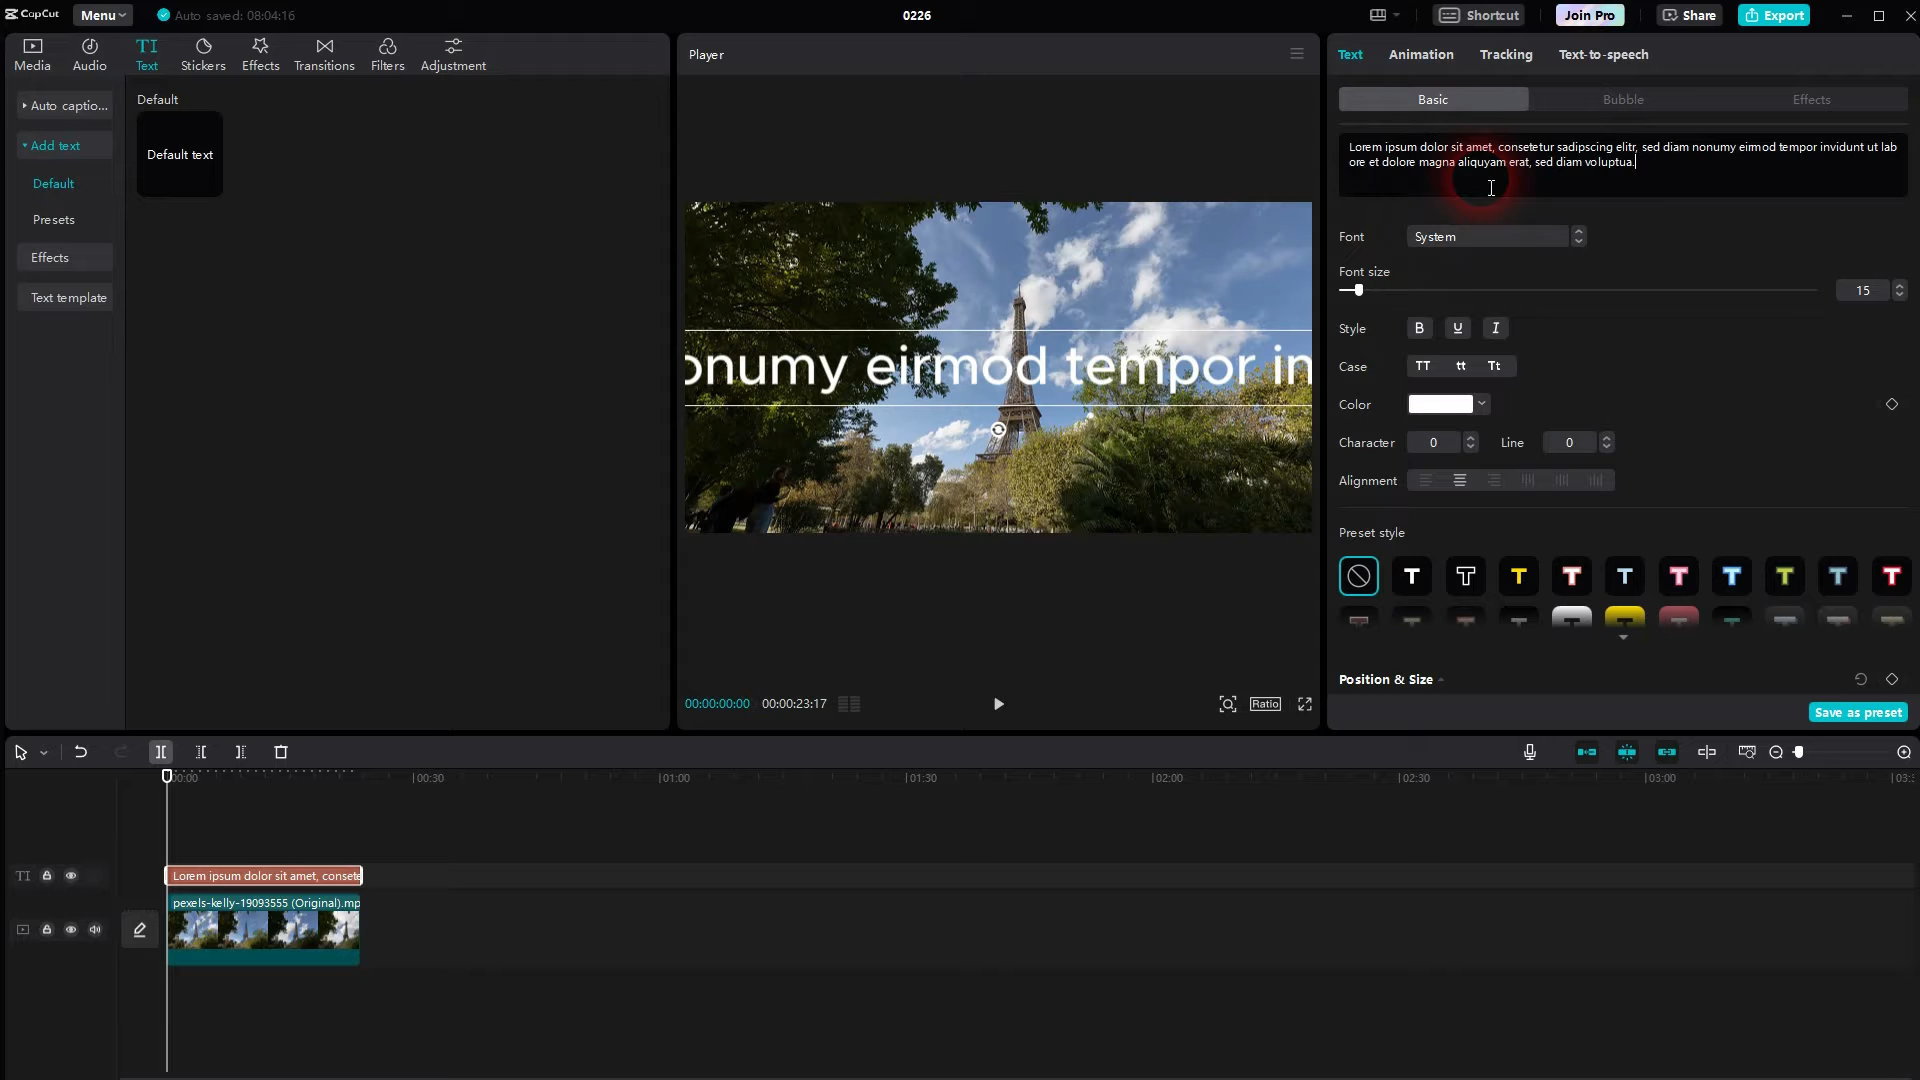 CapCut
Menu
Auto saved: 08:04:16
0226
Shortcut
Join Pro
Share
Export
Media
Audio
TI
Text
Stickers
Effects
Transitions
Filters
Adjustment
Auto captio...
Add text
Default
Presets
Effects
Text template
Default
Default text
Player
onumy eirmod tempor in
00:00:00:00
00:00:23:17
Ratio
Text
Animation
Tracking
Text-to-speech
Basic
Bubble
Effects
Lorem ipsum dolor sit amet, consetetur sadipscing elitr, sed diam nonumy eirmod tempor invidunt ut lab
ore et dolore magna aliquyam erat, sed diam voluptua.
Font
System
Font size
15
Style
B
U
I
Case
TT
tt
Tt
Color
Character
0
Line
0
Alignment
Preset style
T
T
T
T
T
T
T
T
T
T
Position & Size
Save as preset
00:00
00:30
01:00
01:30
02:00
02:30
03:00
TI
Lorem ipsum dolor sit amet, consete
pexels-kelly-19093555 (Original).mp